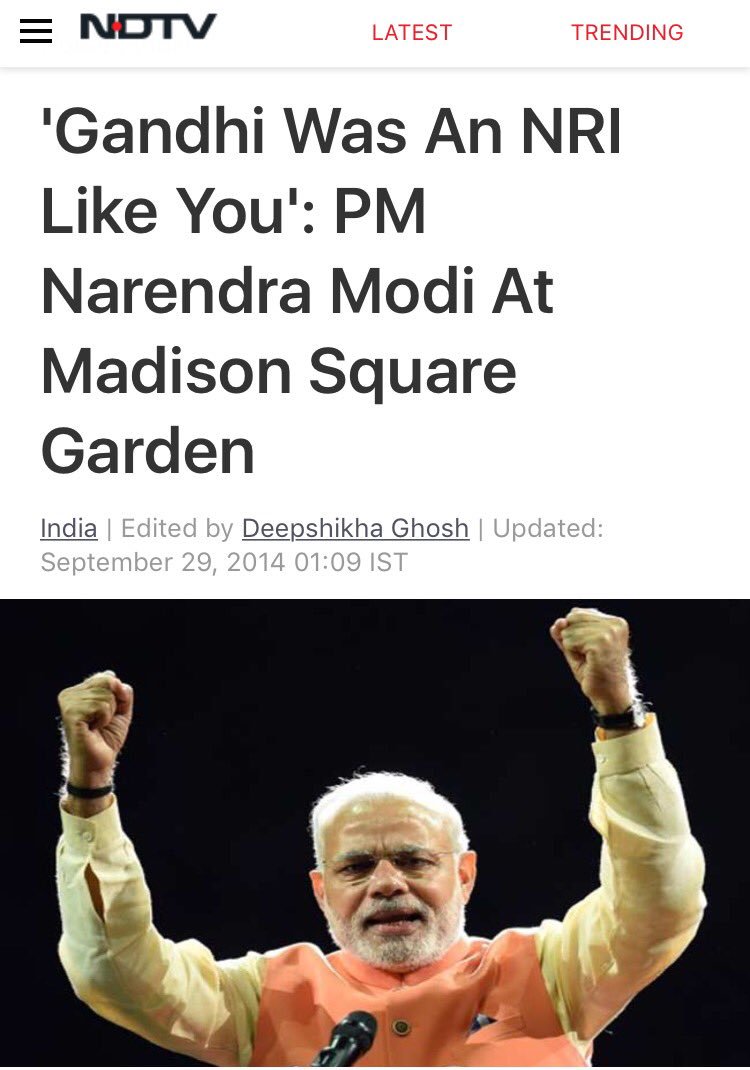 NDTV
LATEST
TRENDING
'Gandhi Was An NRI
Like You': PM
Narendra Modi At
Madison Square
Garden
India | Edited by Deepshikha Ghosh | Updated:
September 29, 2014 01:09 IST